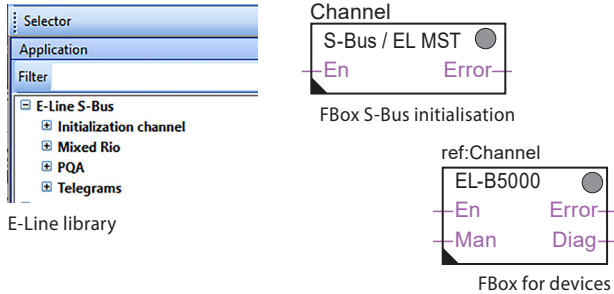 Selector
Application
Filter
E-Line S-Bus
Initialization channel
Mixed Rio
PQA
Telegrams
E-Line library
Channel
S-Bus / EL MST
En Error
FBox S-Bus initialisation
ref:Channel
EL-B5000
En Error
Man Diag
FBox for devices